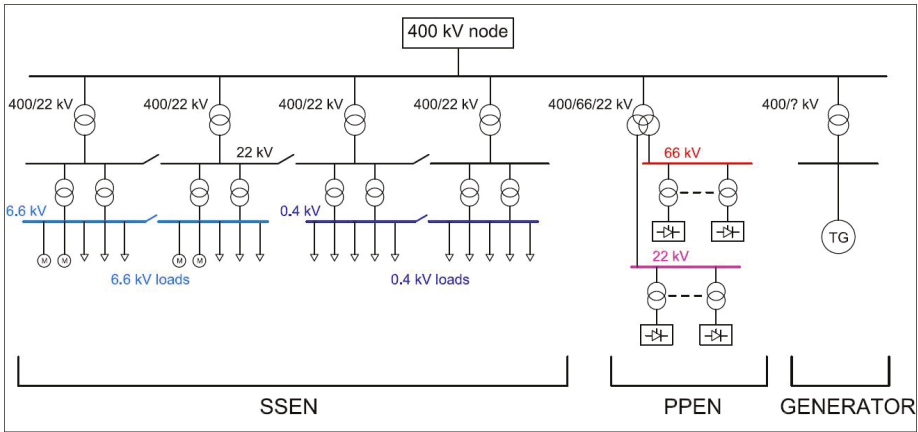 400 kV node
400/22 kV
400/22 kV
400/22 kV
400/22 kV
400/66/22 kV
400/? kV
22 kV
66 kV
6.6 kV
0.4 kV
M
M
M
M
TG
6.6 kV loads
0.4 kV loads
22 kV
SSEN
PPEN
GENERATOR